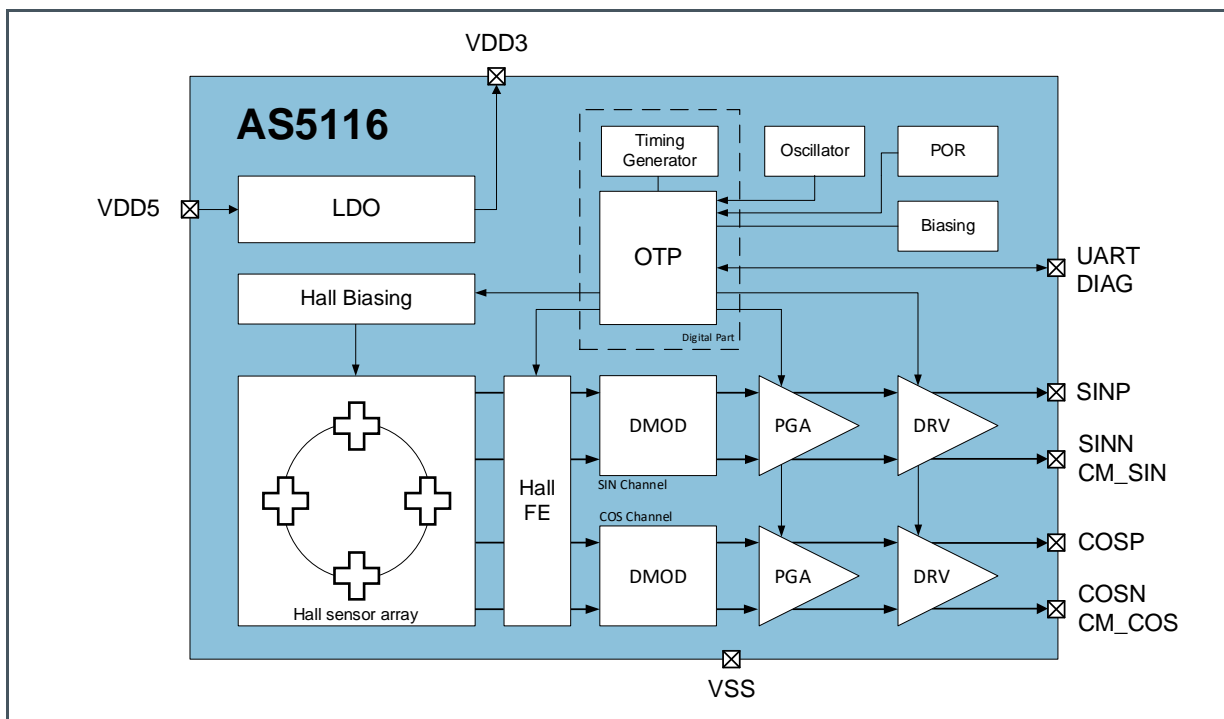 VDD3
AS5116
Timing
Generator
Oscillator
POR
VDD5
LDO
OTP
Biasing
UART
DIAG
Hall Biasing
Digital Part
DMOD
PGA
DRV
SINP
SINN
CM_SIN
SIN Channel
Hall
FE
COS Channel
DMOD
PGA
DRV
COSP
COSN
CM_COS
Hall sensor array
VSS